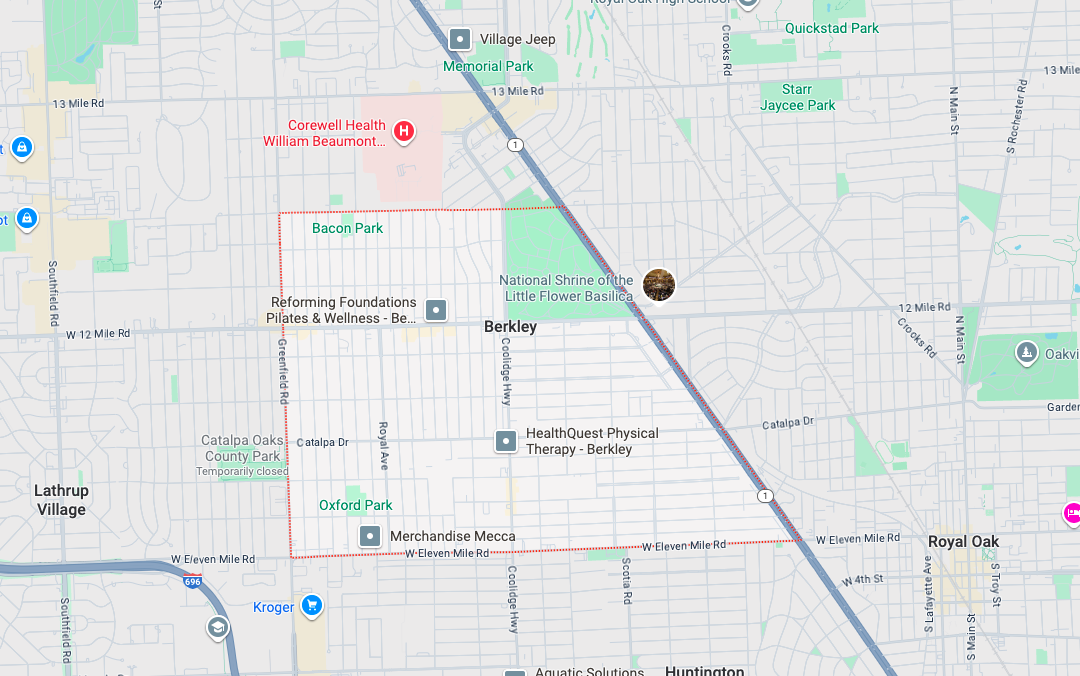 Royal Oak High School
Quickstad Park
Village Jeep
Crooks Rd
Memorial Park
13 Mile Rd
13 Mile Rd
13 Mile
Starr
Jaycee Park
N Main St
S Rochester Rd
Corewell Health
William Beaumont...
H
1
Bacon Park
Southfield Rd
National Shrine of the
Little Flower Basilica
Reforming Foundations
Pilates & Wellness - Be...
W 12 Mile Rd
Berkley
12 Mile Rd
Crooks Rd
N Main St
Oakvi
Greenfield Rd
Coolidge Hwy
Garden
Catalpa Dr
Royal Ave
Catalpa Dr
HealthQuest Physical
Therapy - Berkley
Catalpa Oaks
County Park
Temporarily closed
Lathrup
Village
Oxford Park
1
Merchandise Mecca
W Eleven Mile Rd
W Eleven Mile Rd
W Eleven Mile Rd
W Eleven Mile Rd
Royal Oak
696
Coolidge Hwy
Scotia Rd
W 4th St
S Lafayette Ave
S Troy St
S Main St
Southfield Rd
Kroger
Aquatic Solutions
Huntington